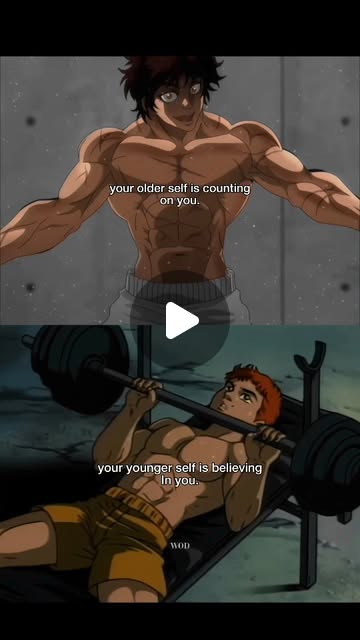 your older self is counting
on you.
your younger self is believing
In you.
WOD